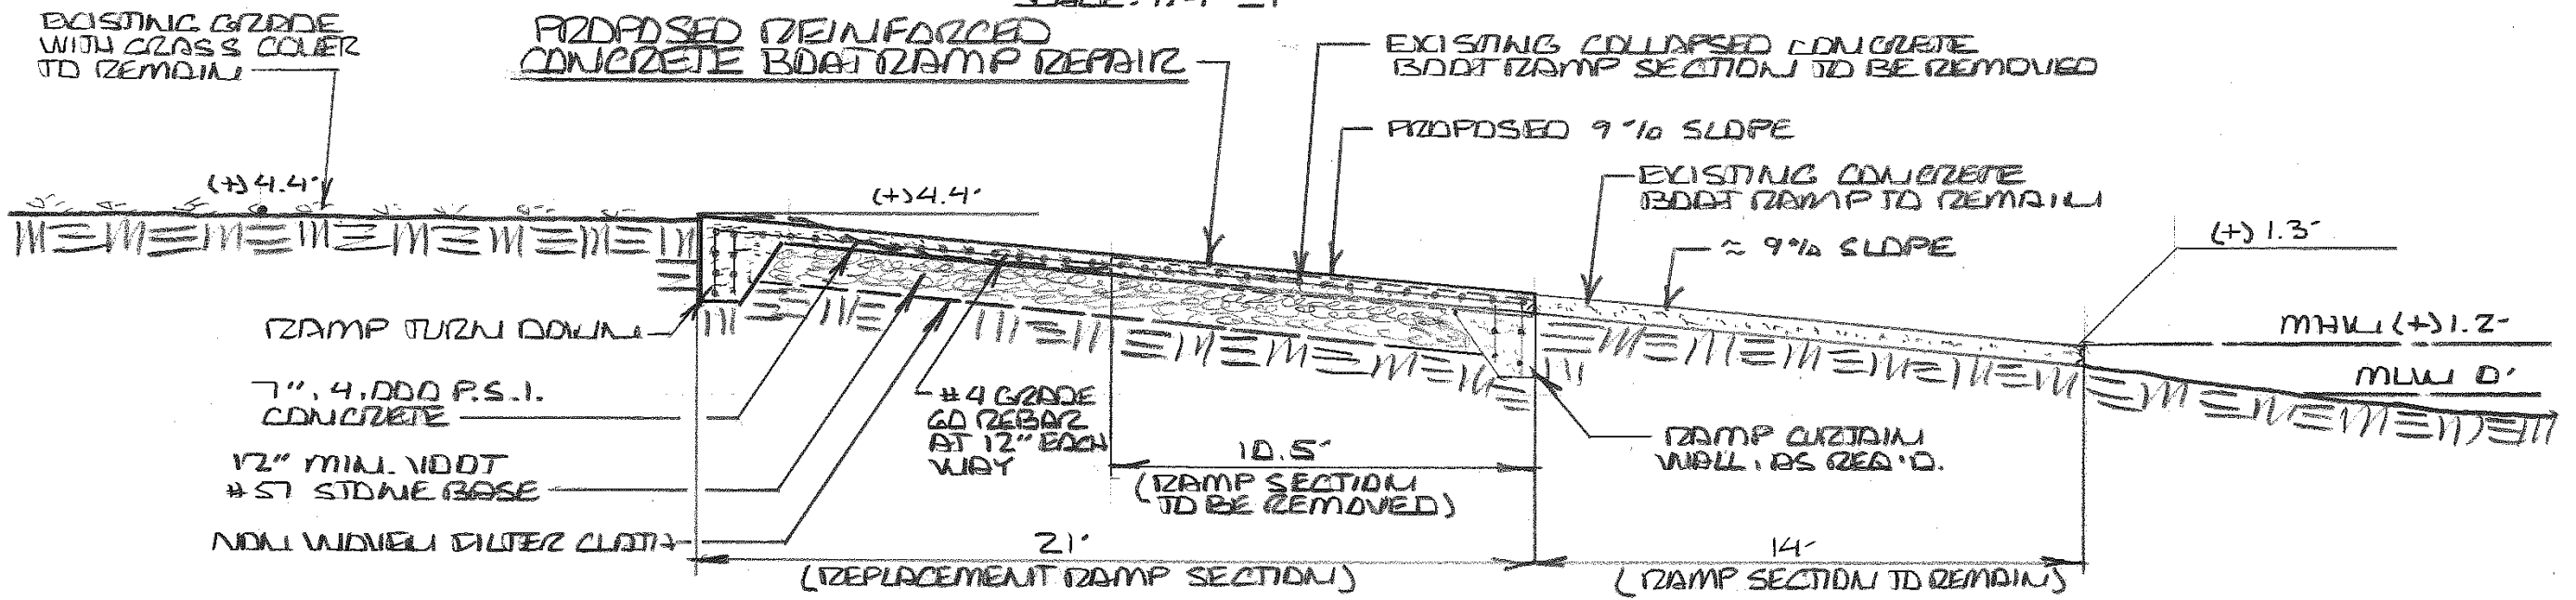 EXISTING GRADE
WITH GRASS COVER
TO REMAIN
PROPOSED REINFORCED
CONCRETE BOAT RAMP REPAIR
EXISTING COLLAPSED CONCRETE
BOAT RAMP SECTION TO BE REMOVED
PROPOSED 9% SLOPE
EXISTING CONCRETE
BOAT RAMP TO REMAIN
≈ 9% SLOPE
(+) 4.4'
(+) 4.4'
(+) 1.3'
MHW (+) 1.2'
MLW 0'
RAMP TURN DOWN
7", 4,000 P.S.I.
CONCRETE
12" MIN. VDOT
#57 STONE BASE
NON WOVEN FILTER CLOTH
#4 GRADE
60 REBAR
AT 12" EACH
WAY
10.5'
(RAMP SECTION
TO BE REMOVED)
RAMP CURTAIN
WALL, AS REQ'D.
21'
(REPLACEMENT RAMP SECTION)
14'
(RAMP SECTION TO REMAIN)